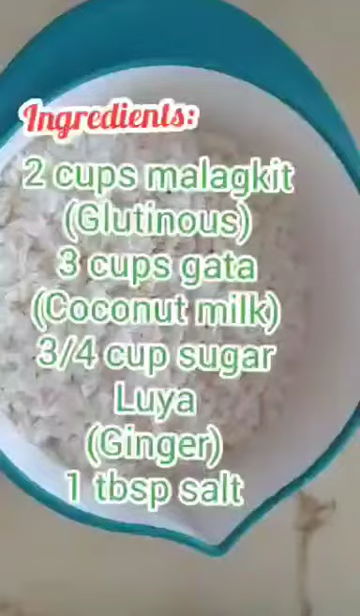 Ingredients:
2 cups malagkit
(Glutinous)
3 cups gata
(Coconut milk)
3/4 cup sugar
Luya
(Ginger)
1 tbsp salt